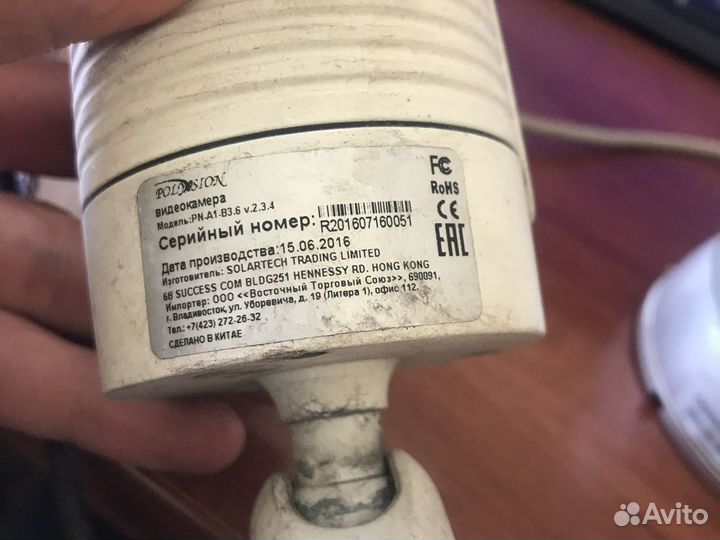 POLYVISION
видеокамера
Модель:PN-A1-B3.6 v.2.3.4
Серийный номер:
R201607160051
Дата производства:15.06.2016
Изготовитель: SOLARTECH TRADING LIMITED
6B SUCCESS COM BLDG251 HENNESSY RD. HONG KONG
Импортер: ООО <<Восточный Торговый Союз>>, 690091,
г.Владивосток, ул. Уборевича, д. 19 (Литера 1), офис 112.
Тел.: +7(423) 272-26-32
СДЕЛАНО В КИТАЕ
FC
RoHS
CE
EAC
Avito